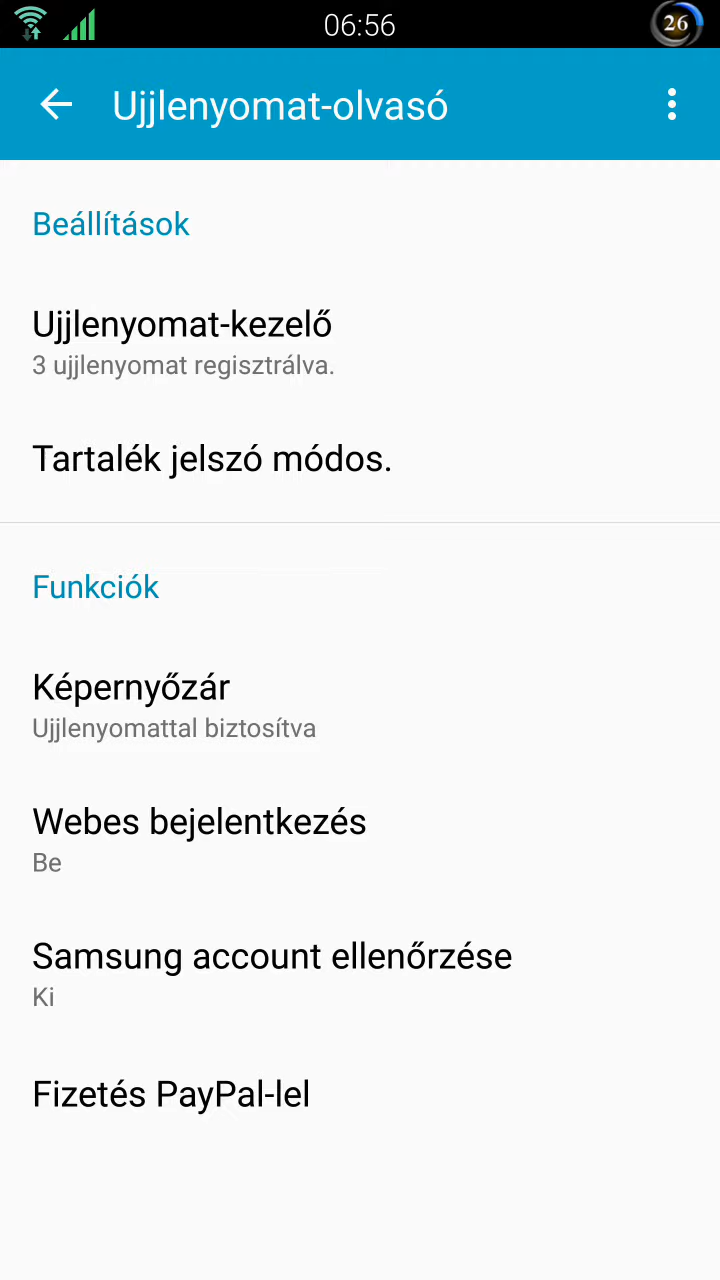 06:56
26
Ujjlenyomat-olvasó
Beállítások
Ujjlenyomat-kezelő
3 ujjlenyomat regisztrálva.
Tartalék jelszó módos.
Funkciók
Képernyőzár
Ujjlenyomattal biztosítva
Webes bejelentkezés
Be
Samsung account ellenőrzése
Ki
Fizetés PayPal-lel